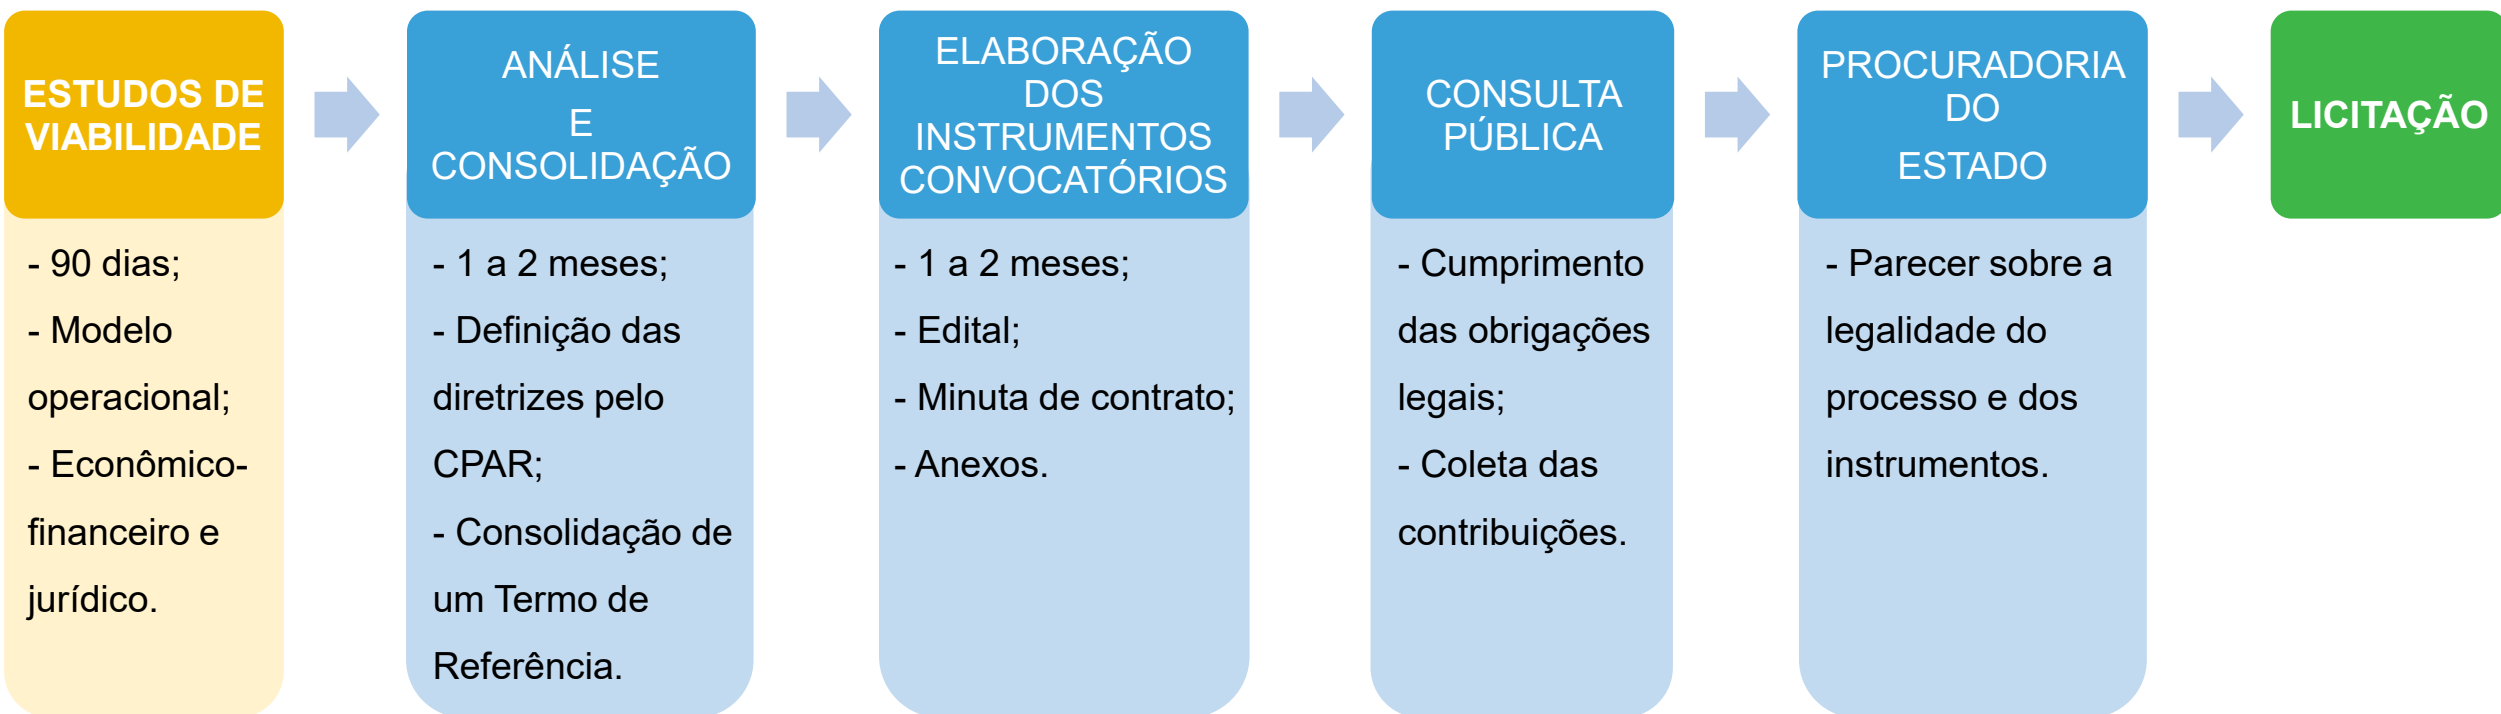 ESTUDOS DE
VIABILIDADE
- 90 dias;
- Modelo
operacional;
- Econômico-
financeiro e
jurídico.
ANÁLISE
E
CONSOLIDAÇÃO
- 1 a 2 meses;
- Definição das
diretrizes pelo
CPAR;
- Consolidação de
um Termo de
Referência.
ELABORAÇÃO
DOS
INSTRUMENTOS
CONVOCATÓRIOS
- 1 a 2 meses;
- Edital;
- Minuta de contrato;
- Anexos.
CONSULTA
PÚBLICA
- Cumprimento
das obrigações
legais;
- Coleta das
contribuições.
PROCURADORIA
DO
ESTADO
- Parecer sobre a
legalidade do
processo e dos
instrumentos.
LICITAÇÃO